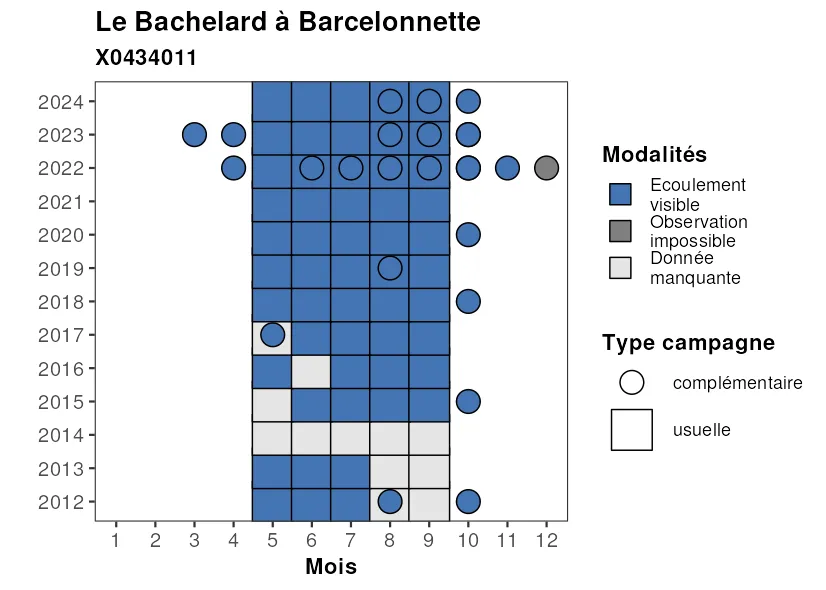 Le Bachelard à Barcelonnette
X0434011
2024
2023
2022
2021
2020
2019
2018
2017
2016
2015
2014
2013
2012
1 2 3 4 5 6 7 8 9 10 11 12
Mois
Modalités
Ecoulement
visible
Observation
impossible
Donnée
manquante
Type campagne
complémentaire
usuelle